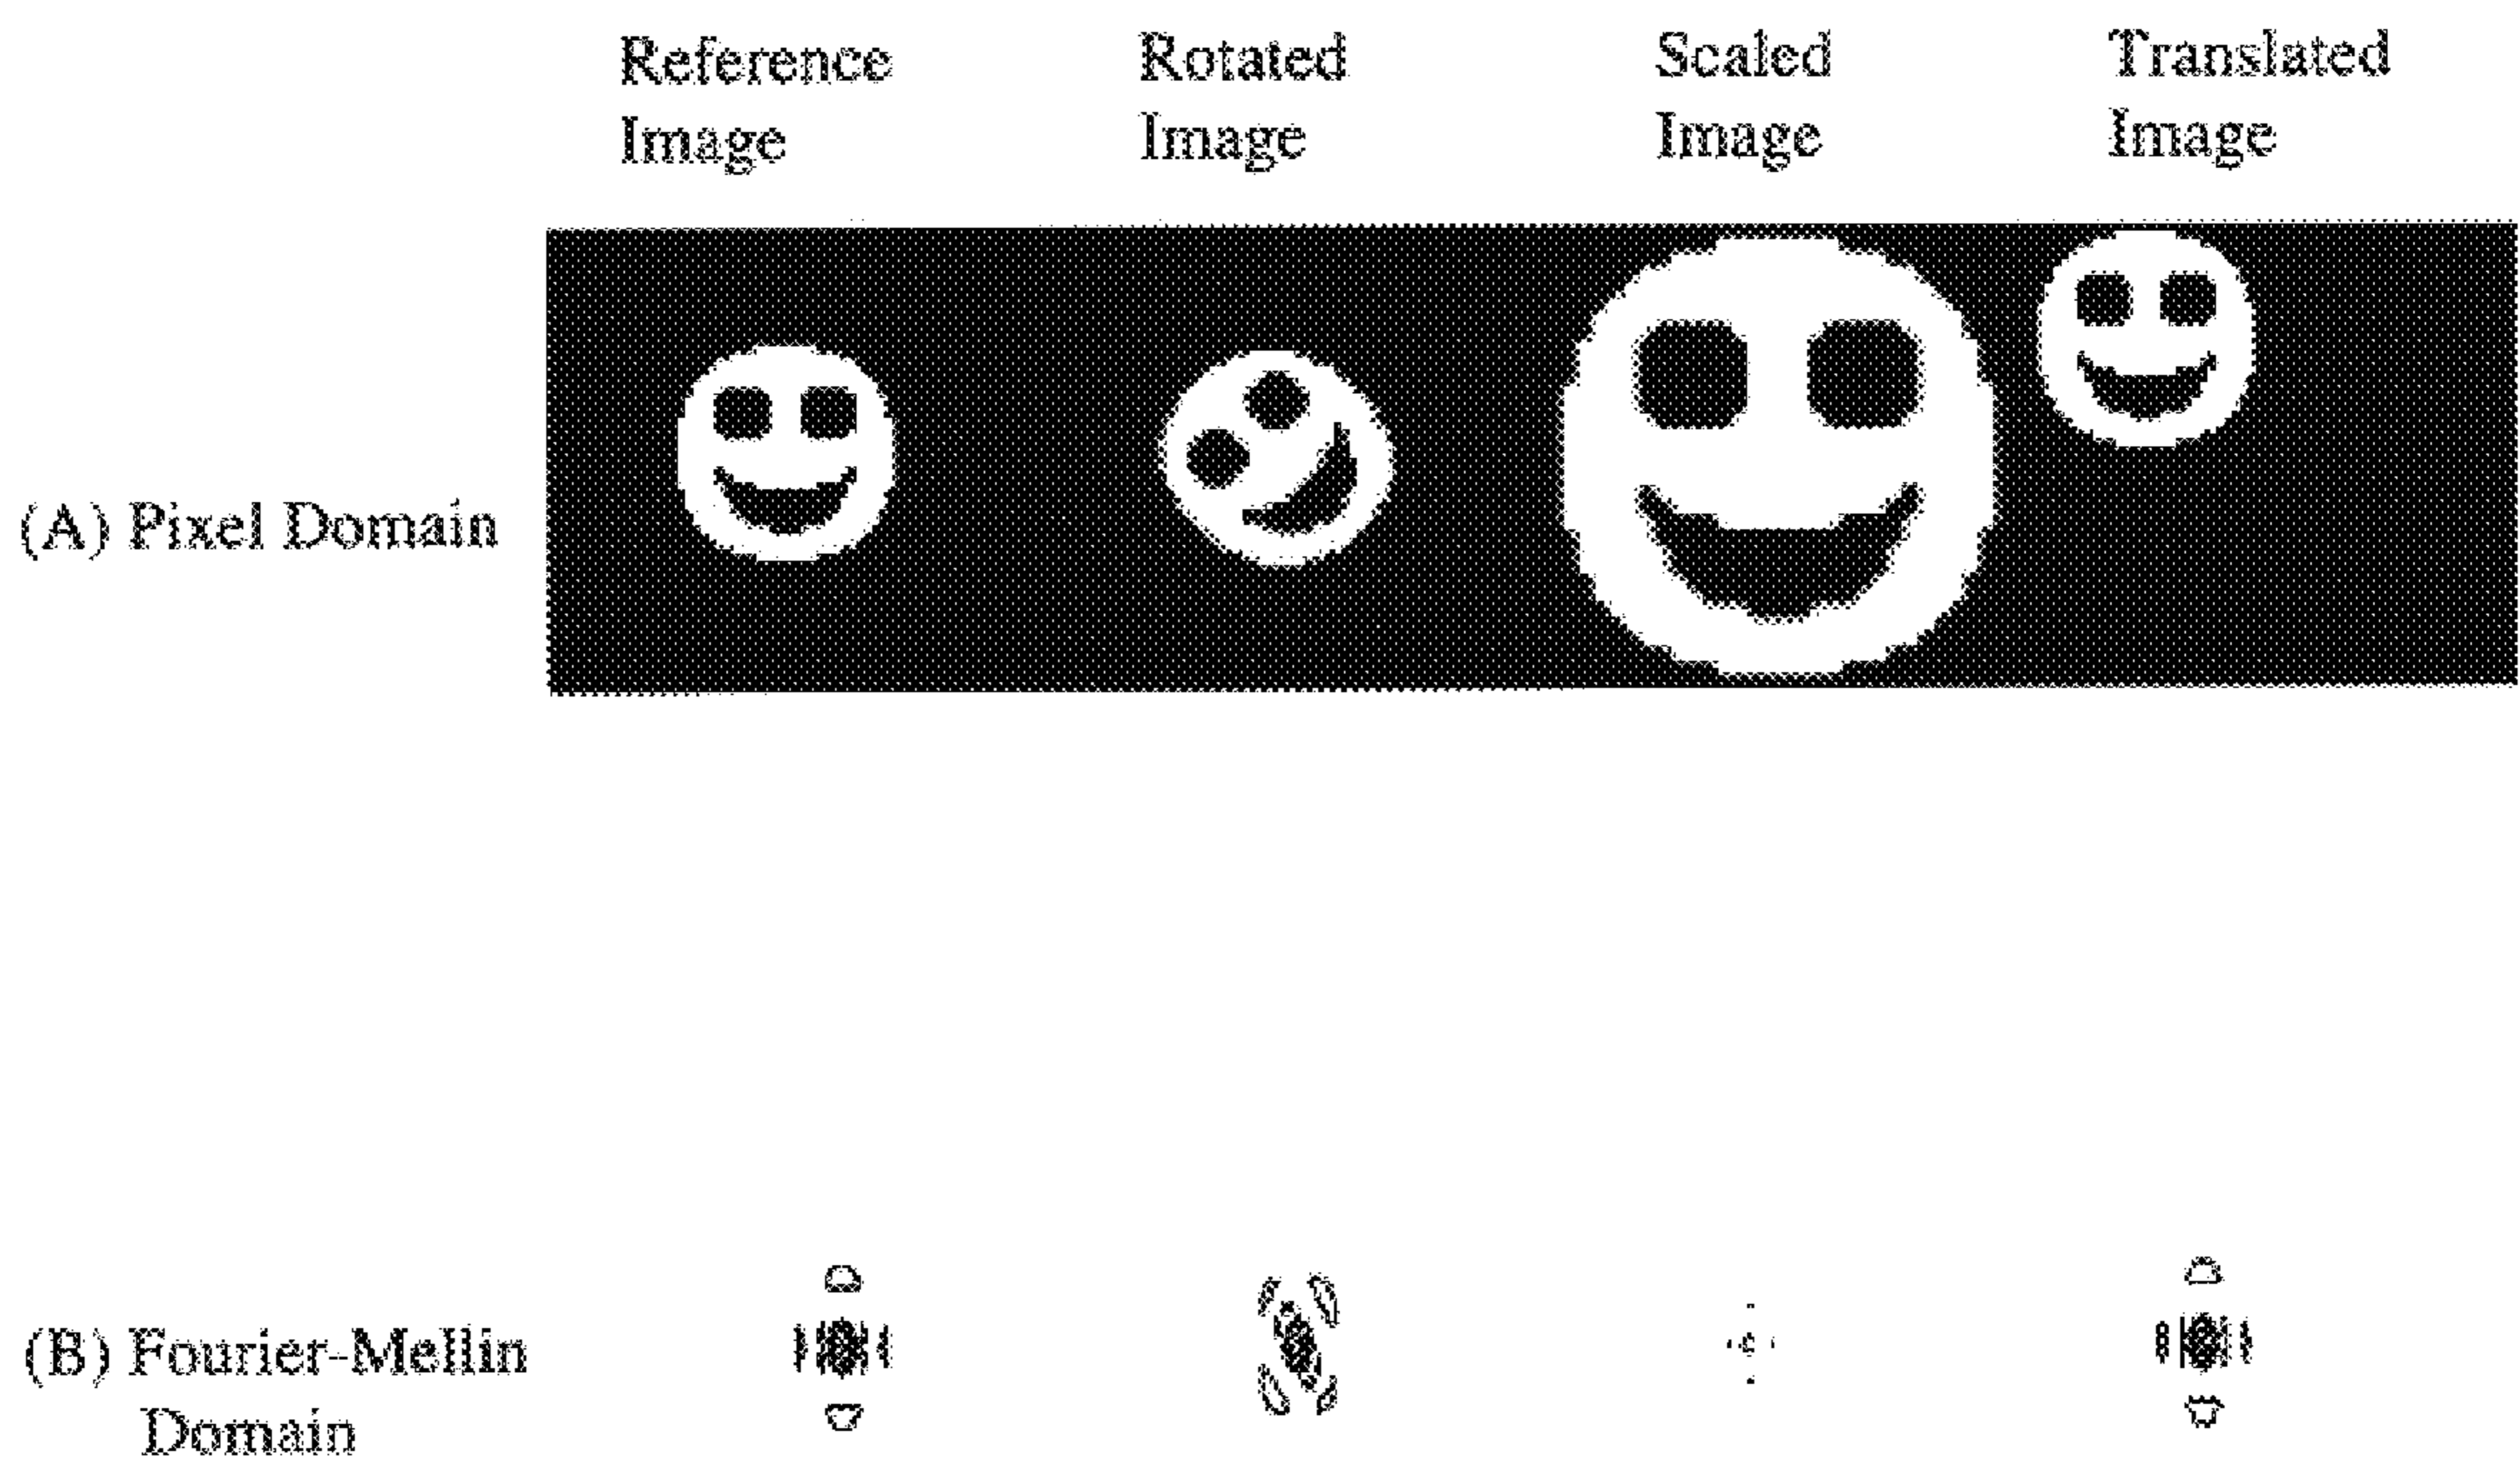 Reference Rotated Scaled Translated
Image Image Image Image
(A) Pixel Domain
(B) Fourier-Mellin
Domain